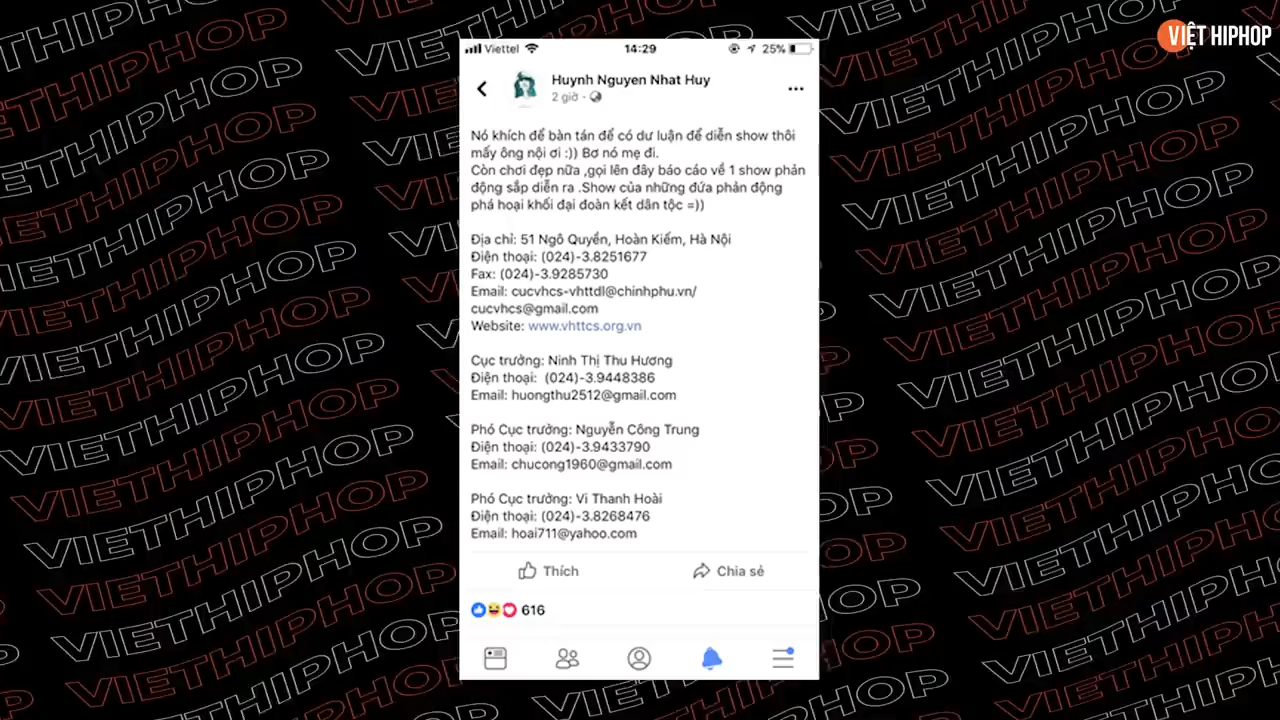 VIỆT HIPHOP
Viettel 14:29 25%
Huynh Nguyen Nhat Huy
2 giờ ·
Nó khích để bàn tán để có dư luận để diễn show thôi
mấy ông nội ơi :)) Bơ nó mẹ đi.
Còn chơi đẹp nữa ,gọi lên đây báo cáo về 1 show phản
động sắp diễn ra .Show của những đứa phản động
phá hoại khối đại đoàn kết dân tộc =))
Địa chỉ: 51 Ngô Quyền, Hoàn Kiếm, Hà Nội
Điện thoại: (024)-3.8251677
Fax: (024)-3.9285730
Email: cucvhcs-vhttdl@chinhphu.vn/
cucvhcs@gmail.com
Website: www.vhttcs.org.vn
Cục trưởng: Ninh Thị Thu Hương
Điện thoại: (024)-3.9448386
Email: huongthu2512@gmail.com
Phó Cục trưởng: Nguyễn Công Trung
Điện thoại: (024)-3.9433790
Email: chucong1960@gmail.com
Phó Cục trưởng: Vi Thanh Hoài
Điện thoại: (024)-3.8268476
Email: hoai711@yahoo.com
Thích Chia sẻ
616
VIETHIPHOP